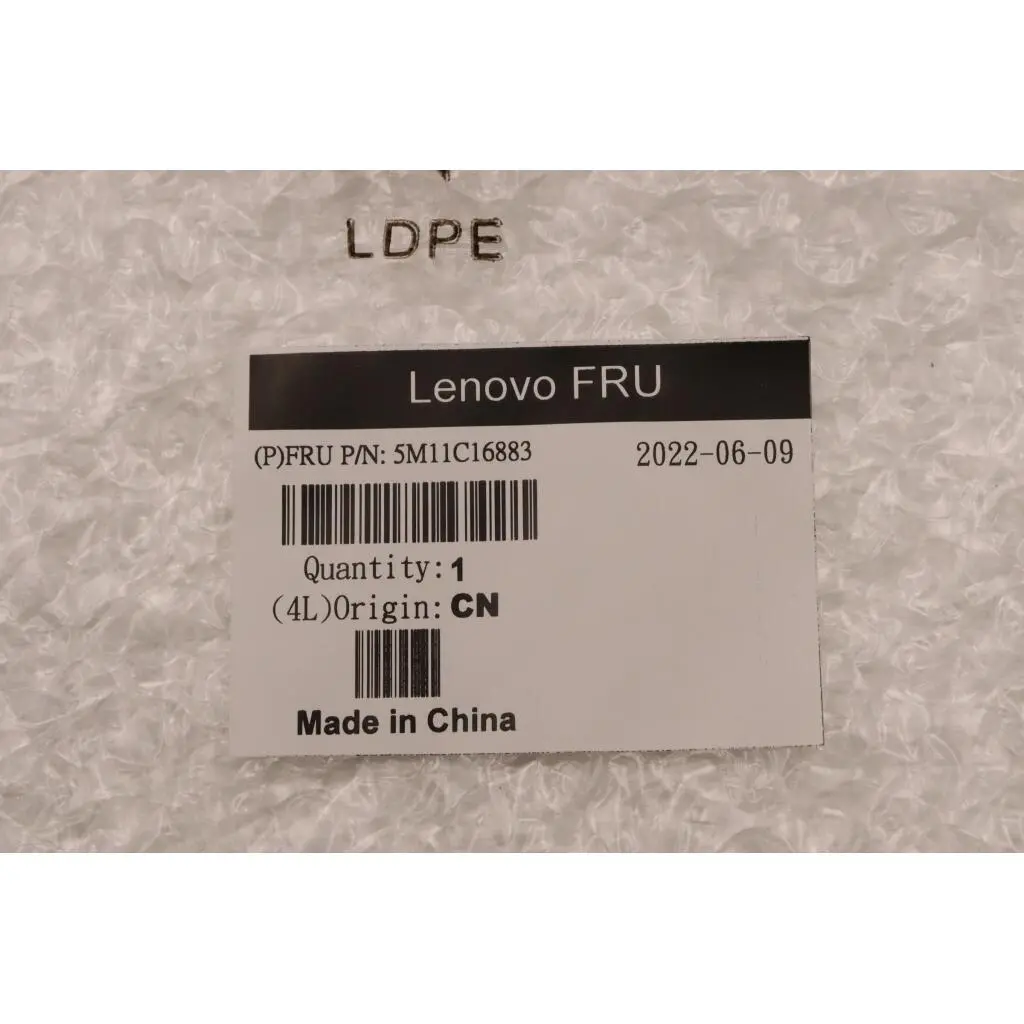 LDPE
Lenovo FRU
(P)FRU P/N: 5M11C16883 2022-06-09
Quantity: 1
(4L)Origin: CN
Made in China